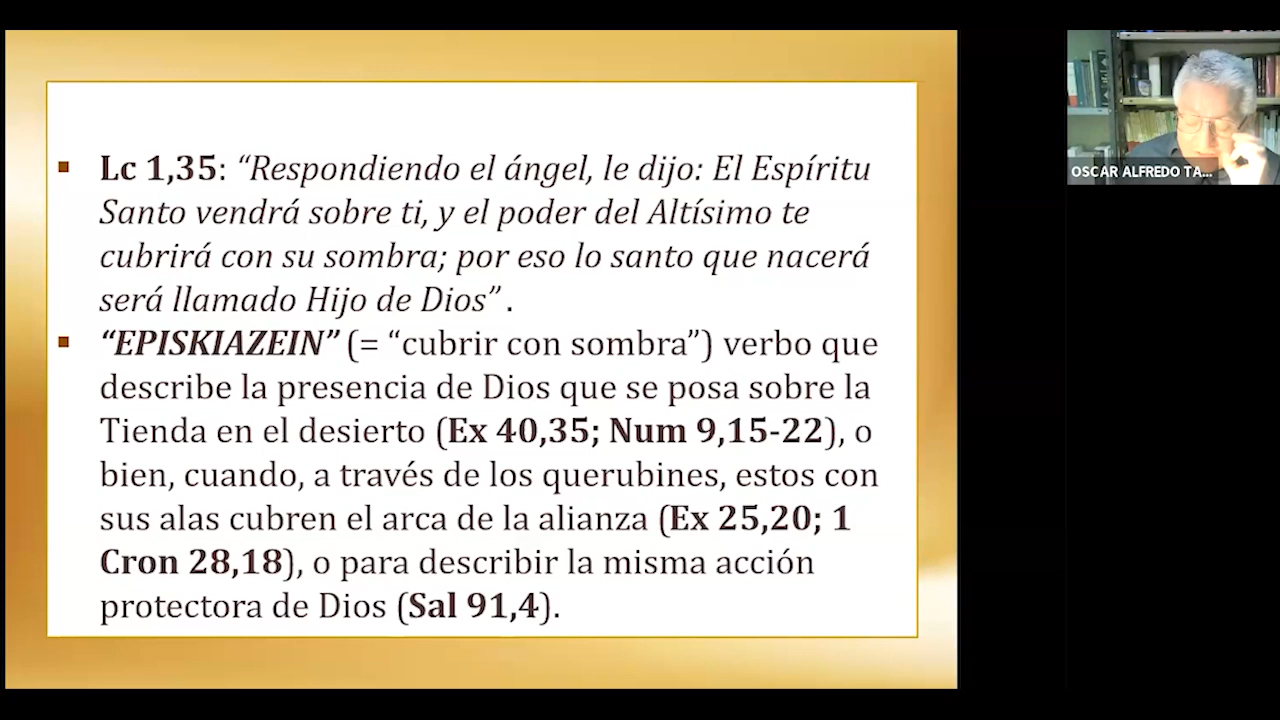 Lc 1,35: “Respondiendo el ángel, le dijo: El Espíritu
Santo vendrá sobre ti, y el poder del Altísimo te
cubrirá con su sombra; por eso lo santo que nacerá
será llamado Hijo de Dios”.
“EPISKIAZEIN” (= “cubrir con sombra”) verbo que
describe la presencia de Dios que se posa sobre la
Tienda en el desierto (Ex 40,35; Num 9,15-22), o
bien, cuando, a través de los querubines, estos con
sus alas cubren el arca de la alianza (Ex 25,20; 1
Cron 28,18), o para describir la misma acción
protectora de Dios (Sal 91,4).
OSCAR ALFREDO TA...